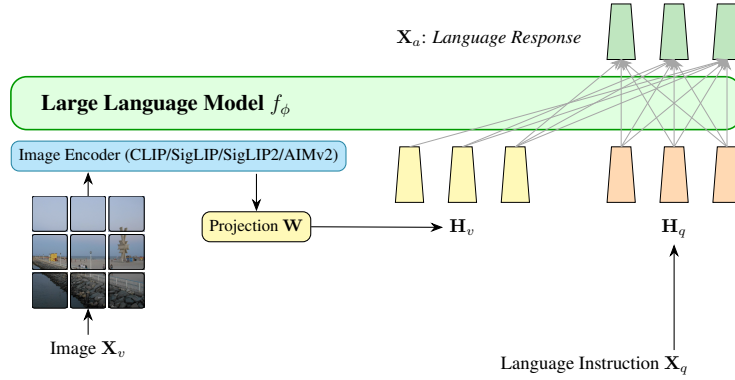 X_a: Language Response
Large Language Model f_ϕ
Image Encoder (CLIP/SigLIP/SigLIP2/AIMv2)
Projection W
H_v
H_q
Image X_v
Language Instruction X_q